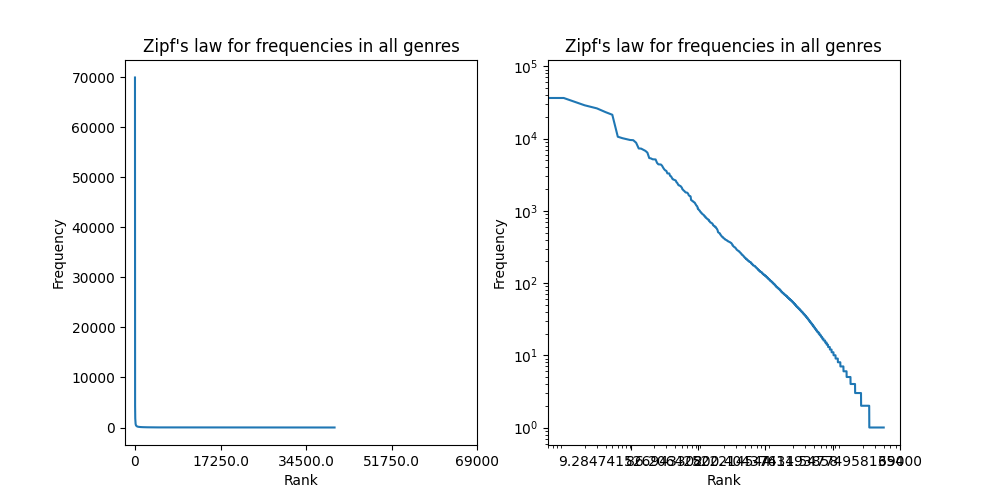 Zipf's law for frequencies in all genres
Frequency
70000
60000
50000
40000
30000
20000
10000
0
0 17250.0 34500.0 51750.0 69000
Rank
Zipf's law for frequencies in all genres
Frequency
10^5
10^4
10^3
10^2
10^1
10^0
Rank